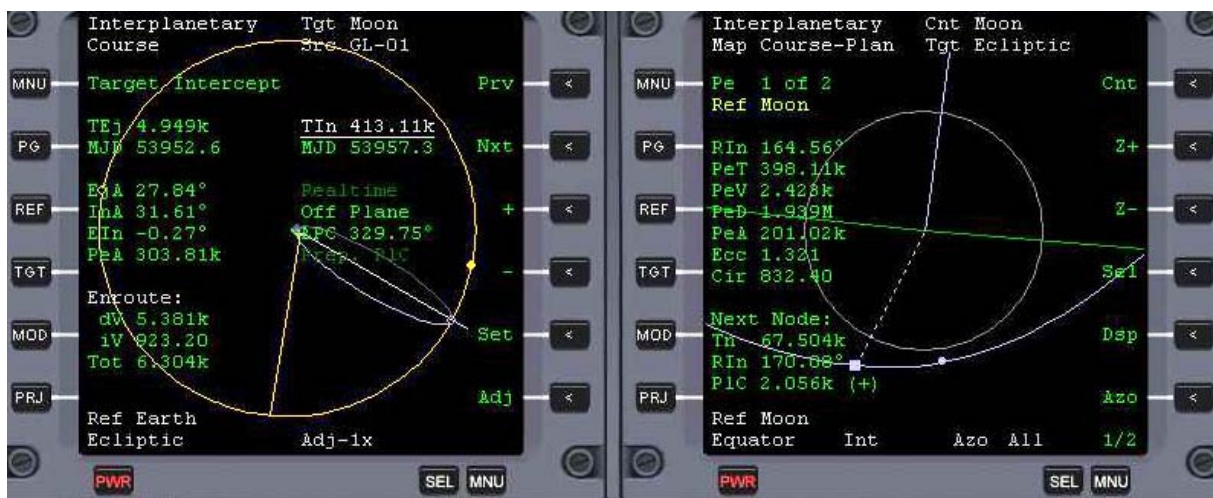 Interplanetary Tgt Moon
Course Src GL-01
MNU Target Intercept Prv <
TEj 4.949k TIn 413.11k
PG MJD 53952.6 MJD 53957.3 Nxt <
EjA 27.84° Realtime
REF InA 31.61° Off Plane + <
EIn -0.27° LPC 329.75°
PeA 303.81k Prep. PlC
TGT - <
Enroute:
dV 5.381k
MOD iV 923.20 Set <
Tot 6.304k
PRJ Adj <
Ref Earth
Ecliptic Adj-1x
PWR SEL MNU
Interplanetary Cnt Moon
Map Course-Plan Tgt Ecliptic
MNU Pe 1 of 2 Cnt <
Ref Moon
PG RIn 164.56° Z+ <
PeT 398.11k
PeV 2.428k
REF PeD 1.939M Z- <
PeA 201.02k
Ecc 1.321
TGT Cir 832.40 Sel <
Next Node:
MOD Tn 67.504k Dsp <
RIn 170.08°
PlC 2.056k (+)
PRJ Azo <
Ref Moon
Equator Int Azo All 1/2
PWR SEL MNU